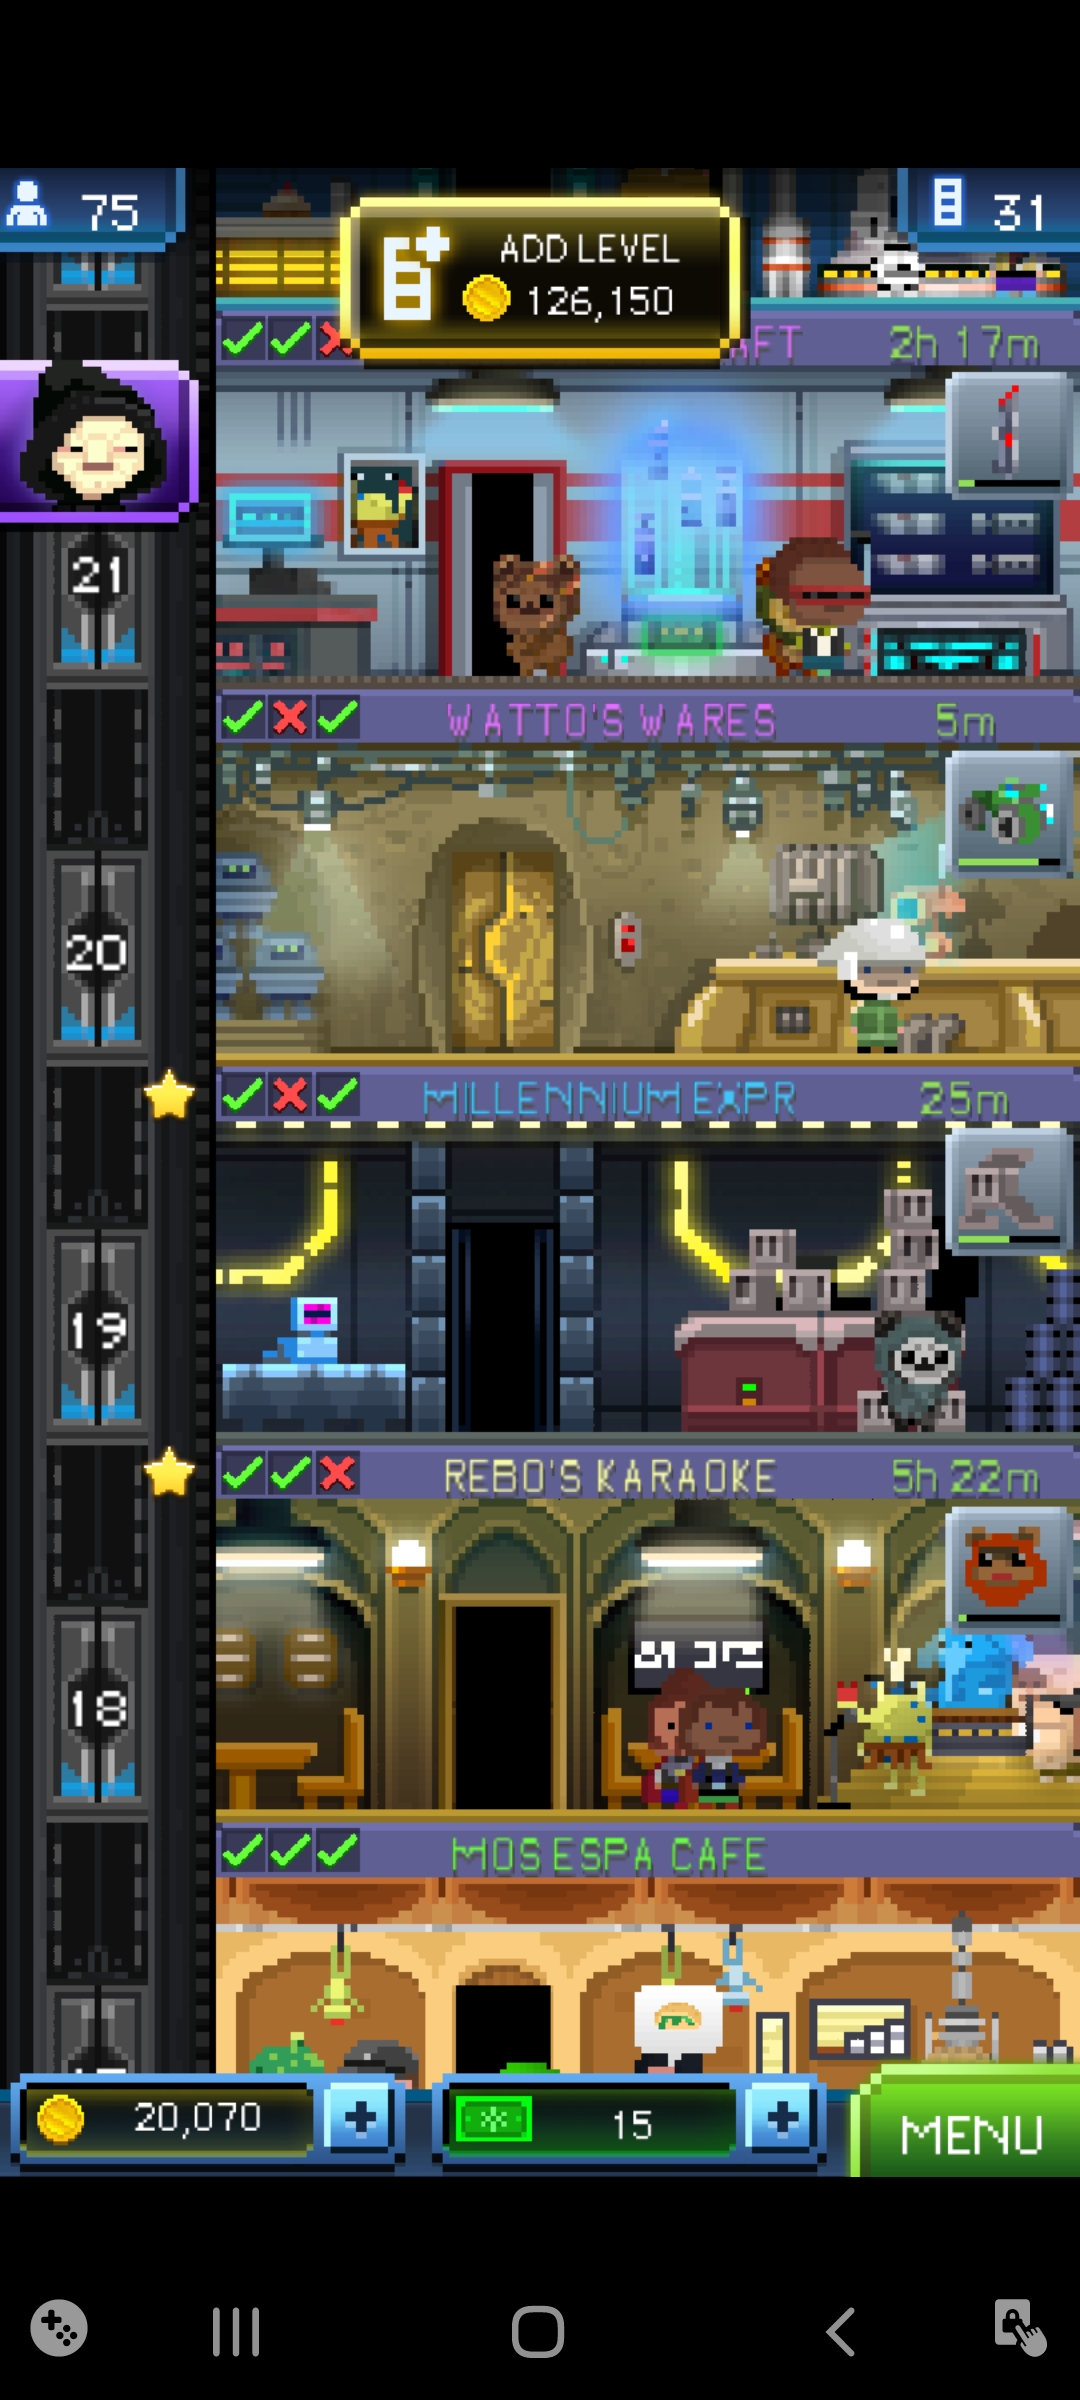 75
31
ADD LEVEL
126,150
2h 17m
21
WATTO'S WARES
5m
20
MILLENNIUM EXPR
25m
19
REBO'S KARAOKE
5h 22m
18
MOS ESPA CAFE
20,070
15
MENU